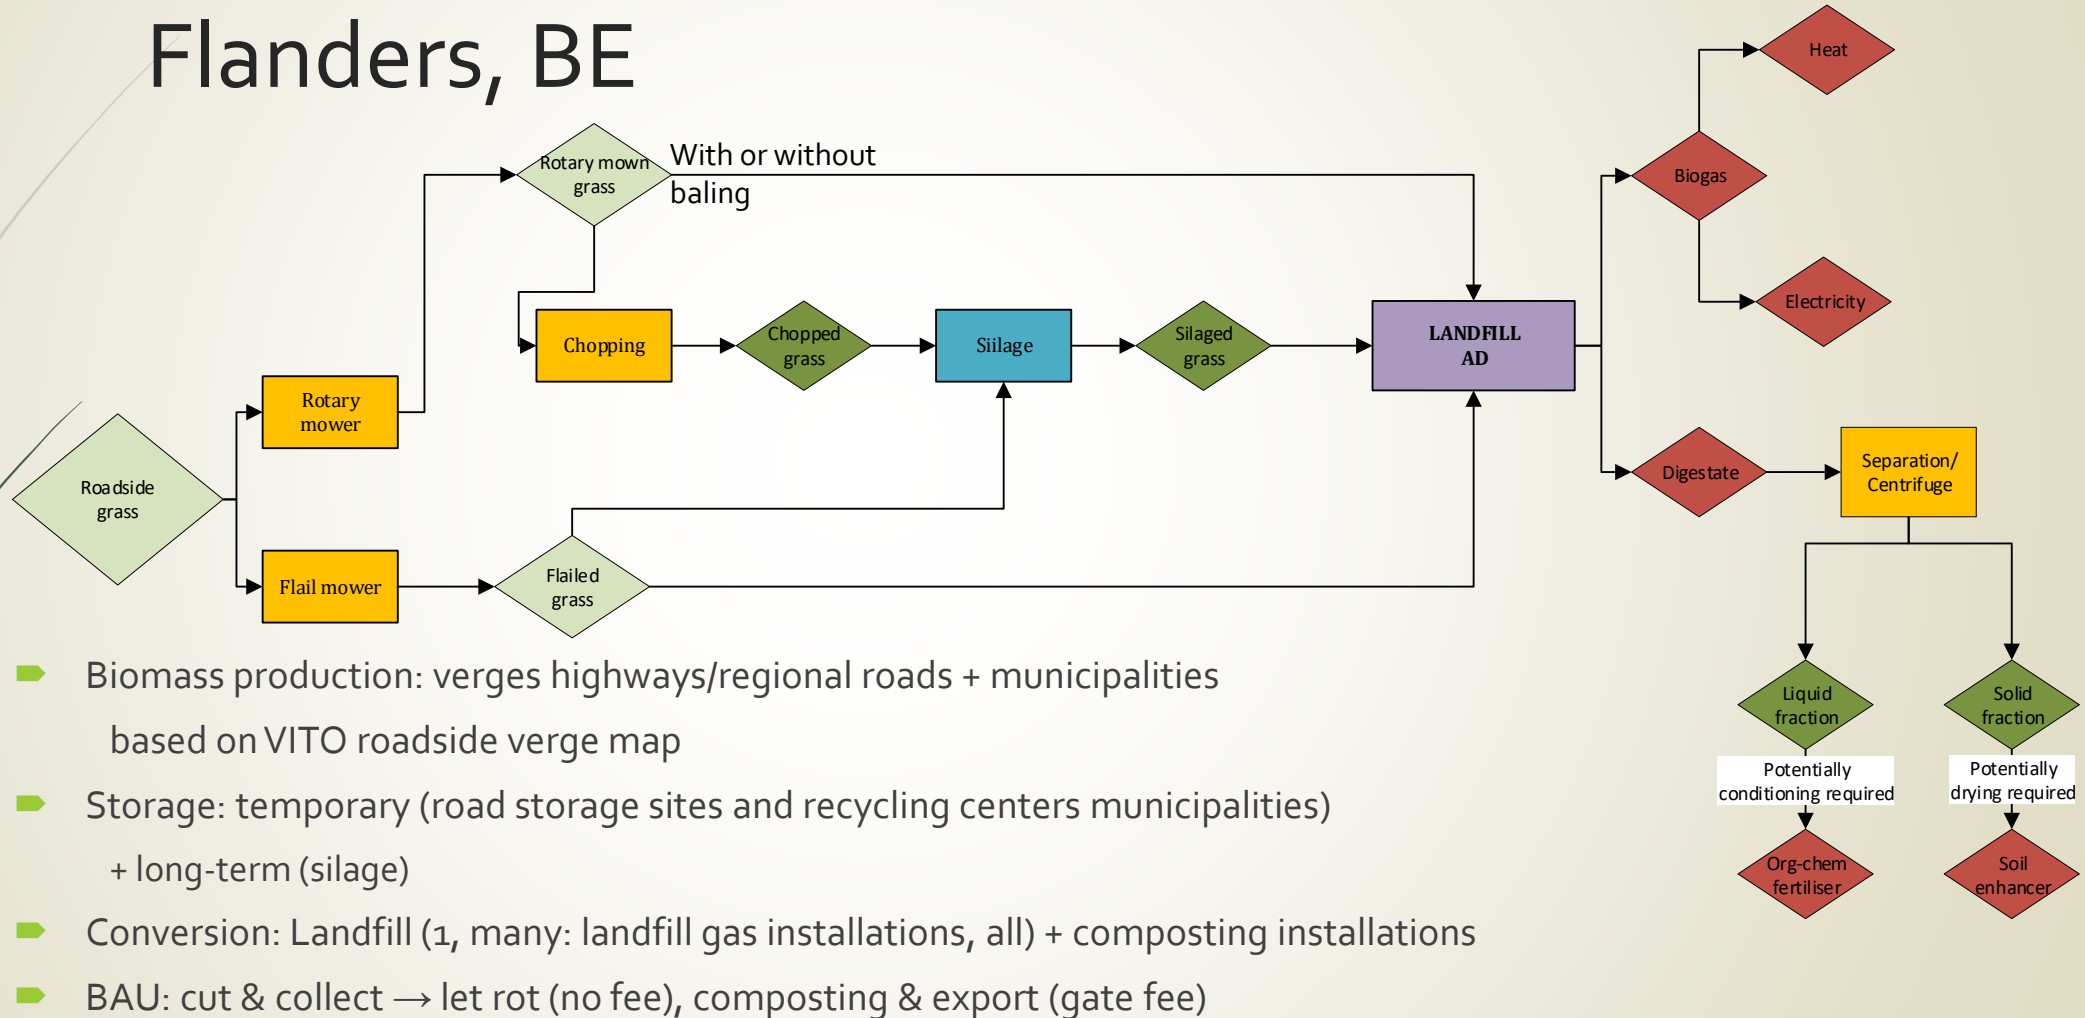 Flanders, BE
Heat
Rotary mown
grass
With or without
baling
Biogas
Electricity
Chopping
Chopped
grass
Siilage
Silaged
grass
LANDFILL
AD
Rotary
mower
Roadside
grass
Flail mower
Flailed
grass
Digestate
Separation/
Centrifuge
Liquid
fraction
Solid
fraction
Potentially
conditioning required
Potentially
drying required
Org-chem
fertiliser
Soil
enhancer
Biomass production: verges highways/regional roads + municipalities
based on VITO roadside verge map
Storage: temporary (road storage sites and recycling centers municipalities)
+ long-term (silage)
Conversion: Landfill (1, many: landfill gas installations, all) + composting installations
BAU: cut & collect → let rot (no fee), composting & export (gate fee)